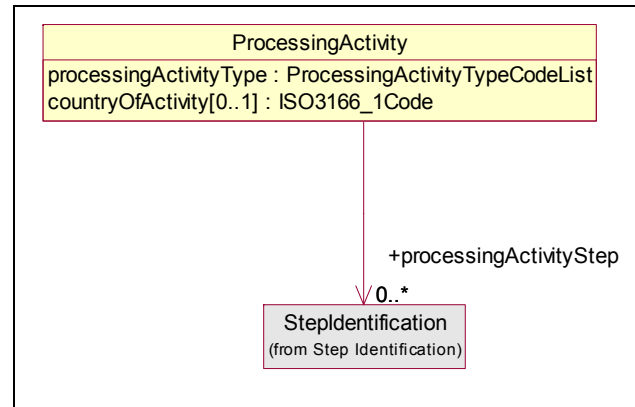 ProcessingActivity
processingActivityType : ProcessingActivityTypeCodeList
countryOfActivity[0..1] : ISO3166_1Code
+processingActivityStep
0..*
StepIdentification
(from Step Identification)